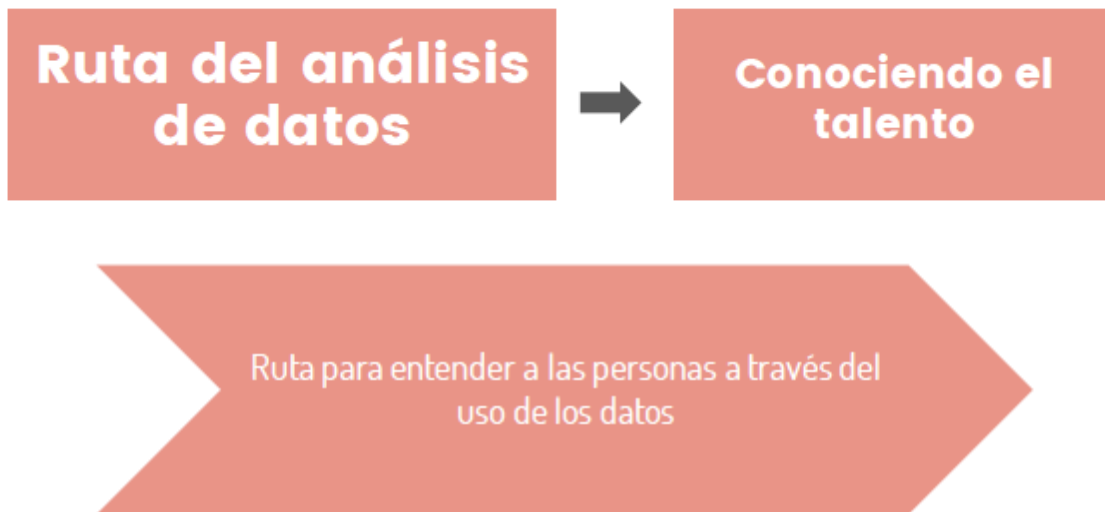 Ruta del análisis
de datos
Conociendo el
talento
Ruta para entender a las personas a través del
uso de los datos